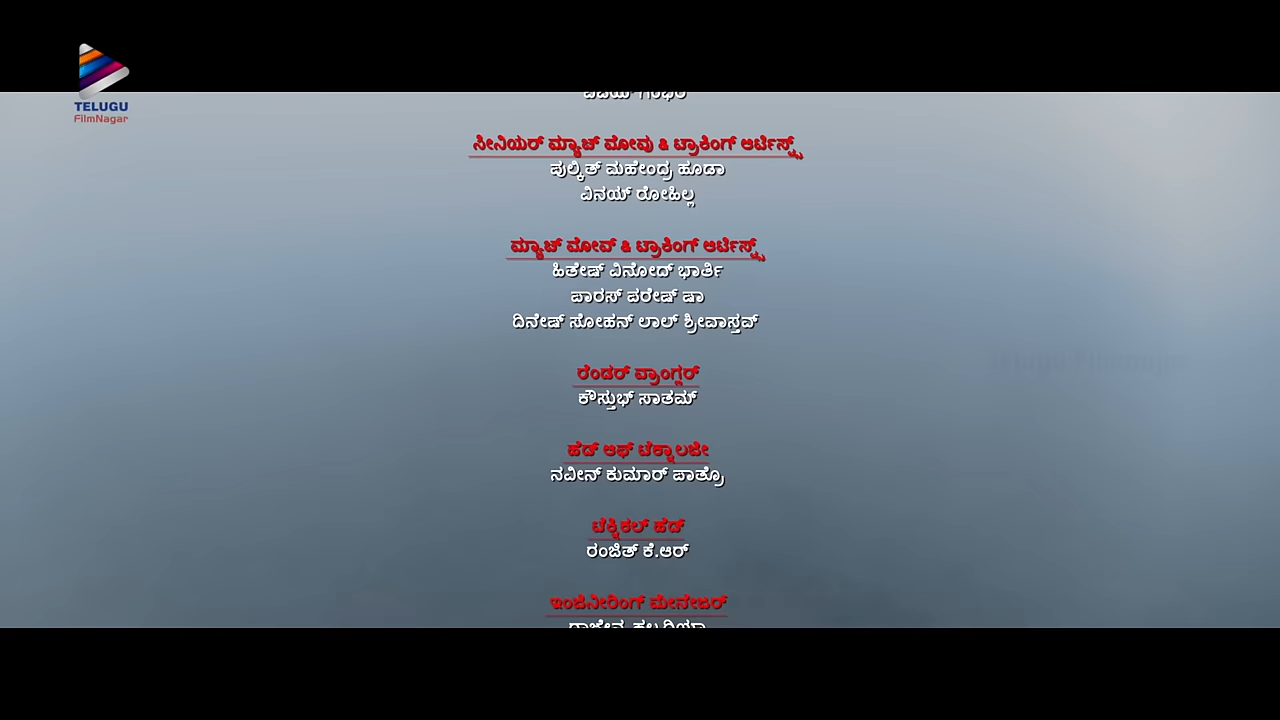 TELUGU
FilmNagar
ಸೀನಿಯರ್ ಮ್ಯಾಚ್ ಮೋವು & ಟ್ರಾಕಿಂಗ್ ಆರ್ಟಿಸ್ಟ್ಸ್
ಪುಲ್ಕಿತ್ ಮಹೇಂದ್ರ ಹೂಡಾ
ವಿನಯ್ ರೋಹಿಲ್ಲ
ಮ್ಯಾಚ್ ಮೋವ್ & ಟ್ರಾಕಿಂಗ್ ಆರ್ಟಿಸ್ಟ್ಸ್
ಹಿತೇಷ್ ವಿನೋದ್ ಭಾರ್ತಿ
ಪಾರಸ್ ಪರೇಷ್ ಷಾ
ದಿನೇಷ್ ಸೋಹನ್ ಲಾಲ್ ಶ್ರೀವಾಸ್ತವ್
ರೆಂಡರ್ ವ್ರಾಂಗ್ಲರ್
ಕೌಸ್ತುಭ್ ಸಾತಮ್
ಹೆಡ್ ಆಫ್ ಟೆಕ್ನಾಲಜೀ
ನವೀನ್ ಕುಮಾರ್ ಪಾತ್ರೊ
ಟೆಕ್ನಿಕಲ್ ಹೆಡ್
ರಂಜಿತ್ ಕೆ.ಆರ್
ಇಂಜಿನೀರಿಂಗ್ ಮೇನೇಜರ್